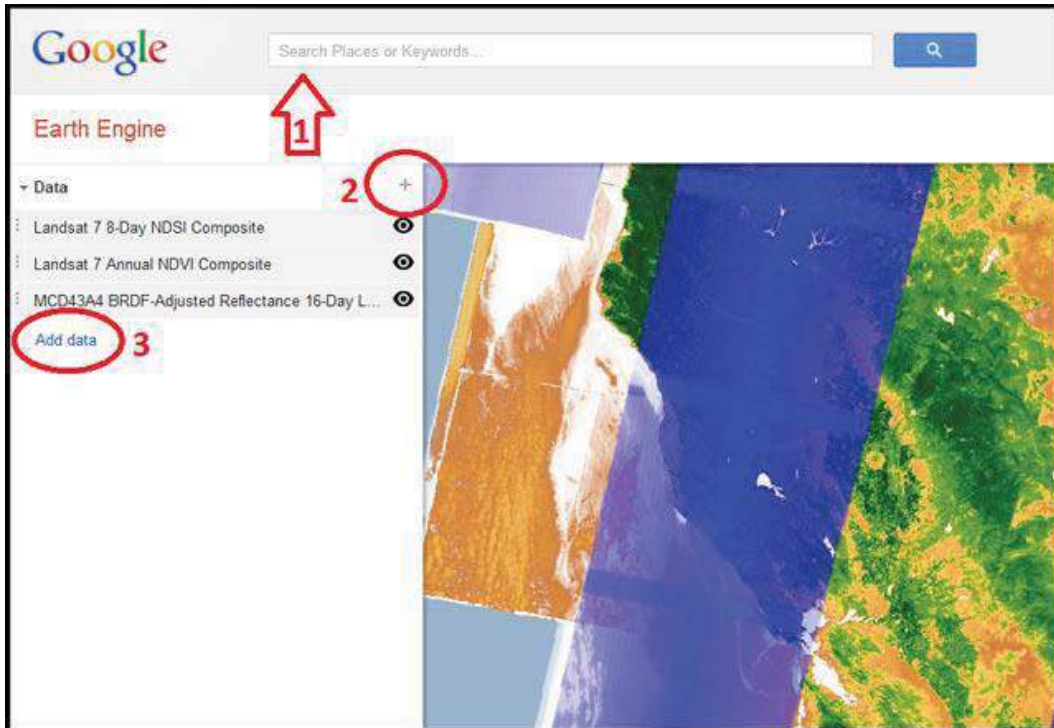 Google
Search Places or Keywords...
1
Earth Engine
2
+
Data
Landsat 7 8-Day NDSI Composite
Landsat 7 Annual NDVI Composite
MCD43A4 BRDF-Adjusted Reflectance 16-Day L...
Add data
3